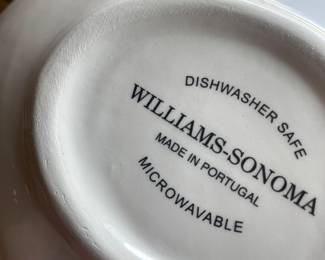 DISHWASHER SAFE
WILLIAMS-SONOMA
MADE IN PORTUGAL
MICROWAVABLE